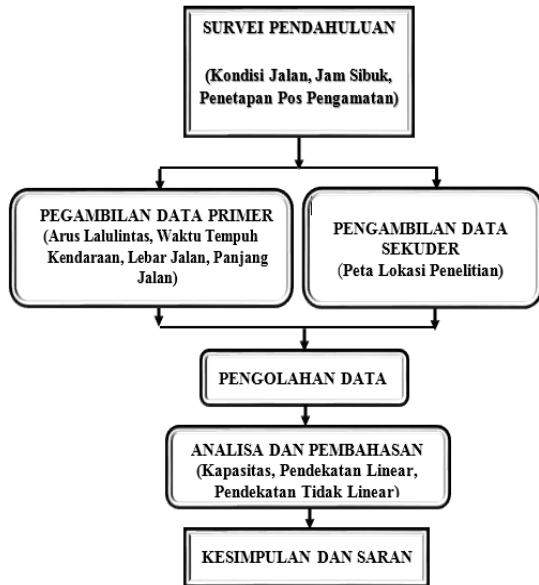 SURVEI PENDAHULUAN
(Kondisi Jalan, Jam Sibuk,
Penetapan Pos Pengamatan)
PEGAMBILAN DATA PRIMER
(Arus Lalulintas, Waktu Tempuh
Kendaraan, Lebar Jalan, Panjang
Jalan)
PENGAMBILAN DATA
SEKUDER
(Peta Lokasi Penelitian)
PENGOLAHAN DATA
ANALISA DAN PEMBAHASAN
(Kapasitas, Pendekatan Linear,
Pendekatan Tidak Linear)
KESIMPULAN DAN SARAN